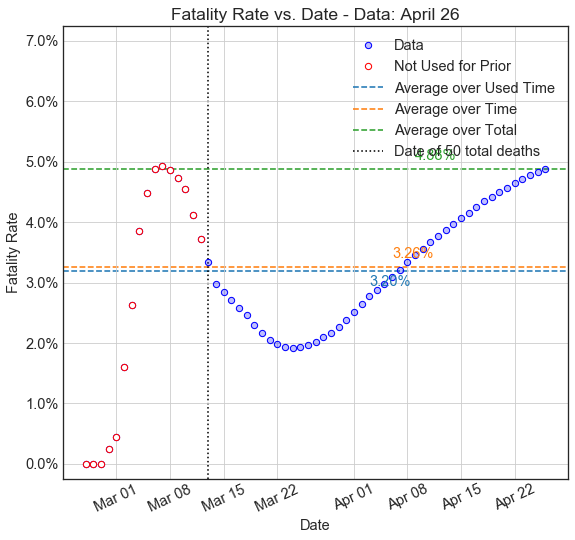 Fatality Rate vs. Date - Data: April 26
7.0%
6.0%
5.0%
4.0%
3.0%
2.0%
1.0%
0.0%
Fatality Rate
Data
Not Used for Prior
Average over Used Time
Average over Time
Average over Total
Date of 50 total deaths
4.88%
3.26%
3.20%
Mar 01
Mar 08
Mar 15
Mar 22
Apr 01
Apr 08
Apr 15
Apr 22
Date